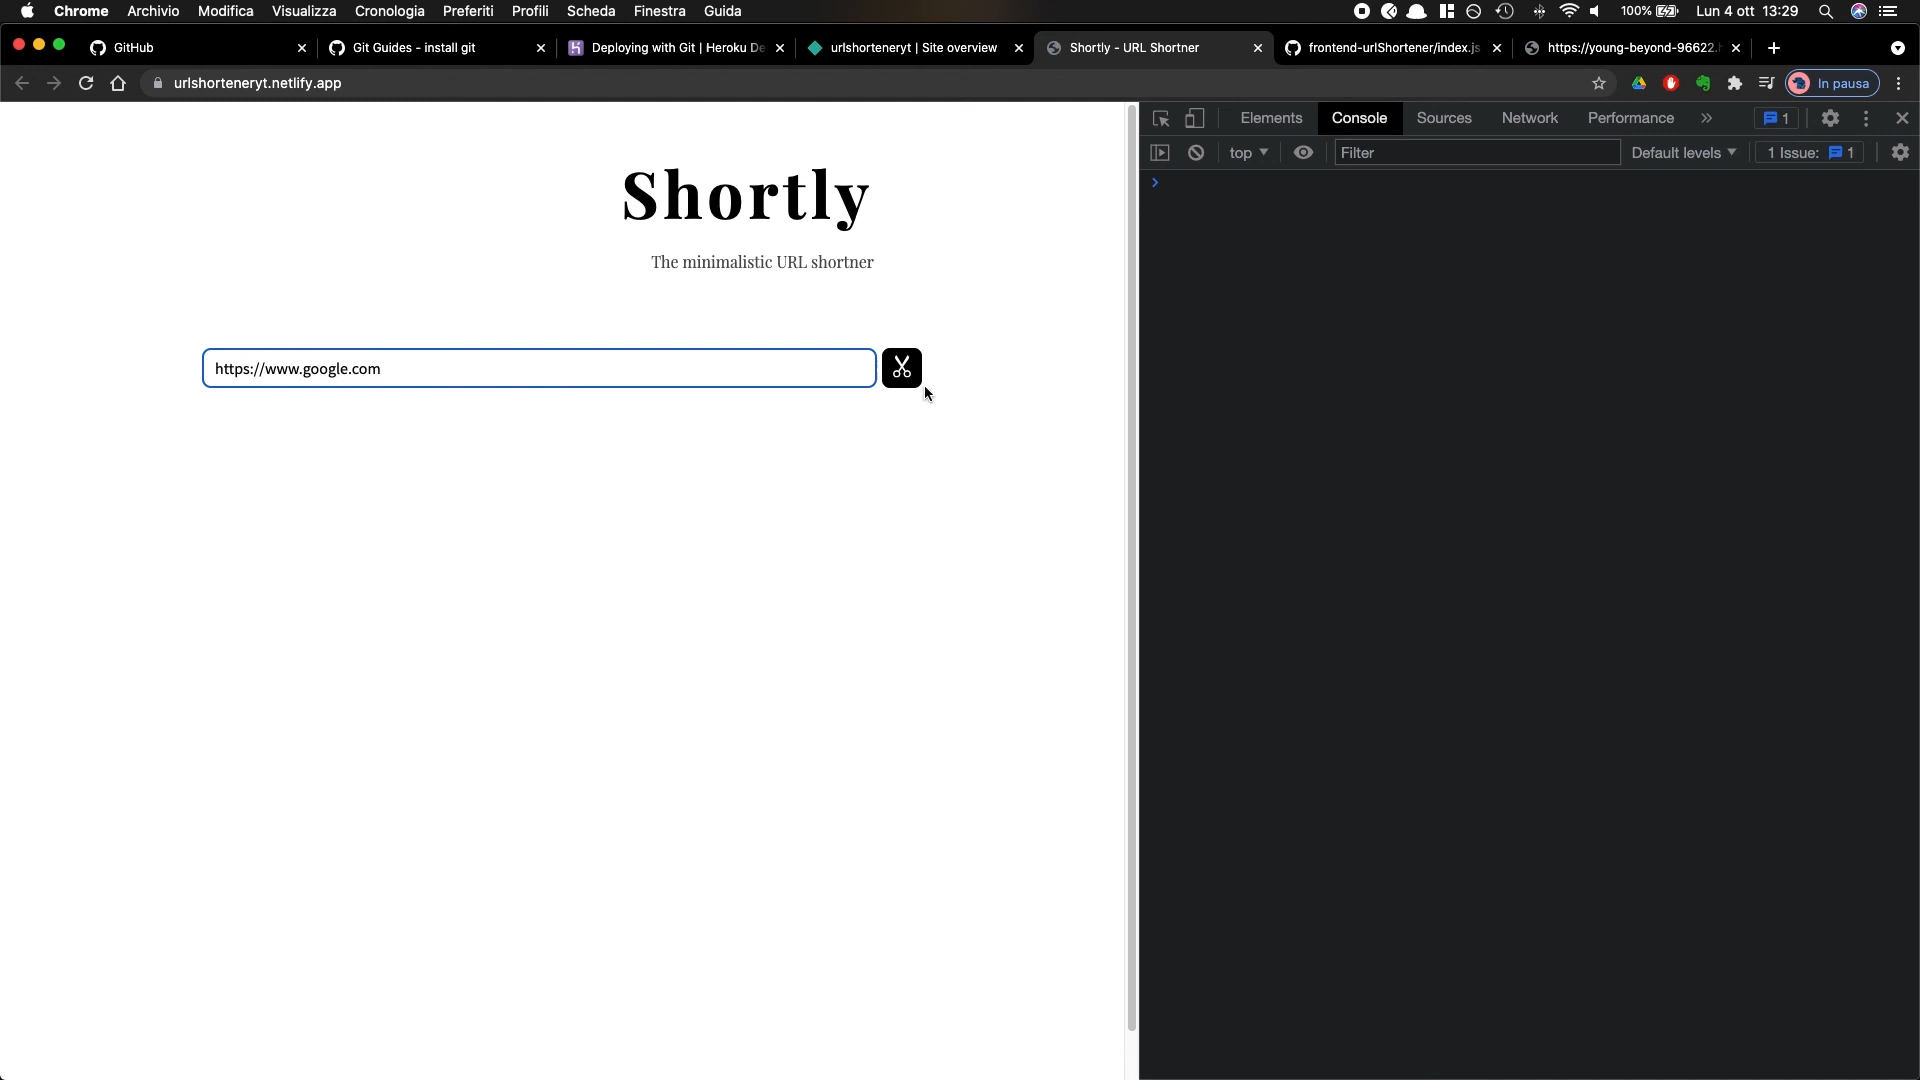 Chrome Archivio Modifica Visualizza Cronologia Preferiti Profili Scheda Finestra Guida 100% Lun 4 ott 13:29
GitHub Git Guides - install git Deploying with Git | Heroku De urlshorteneryt | Site overview Shortly - URL Shortner frontend-urlShortener/index.js https://young-beyond-96622.h
urlshorteneryt.netlify.app In pausa
Elements Console Sources Network Performance 1
top Filter Default levels 1 Issue: 1
Shortly
The minimalistic URL shortner
https://www.google.com